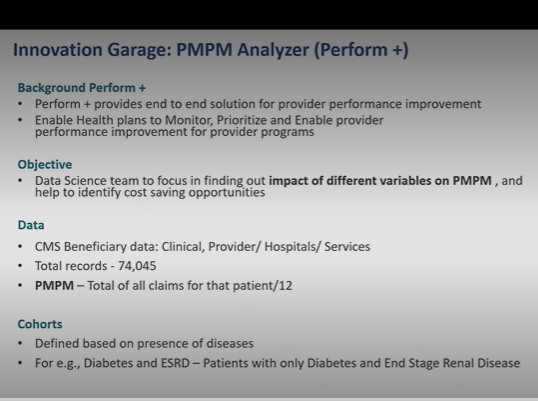 Innovation Garage: PMPM Analyzer (Perform +)
Background Perform +
• Perform + provides end to end solution for provider performance improvement
• Enable Health plans to Monitor, Prioritize and Enable provider
performance improvement for provider programs
Objective
• Data Science team to focus in finding out impact of different variables on PMPM , and
help to identify cost saving opportunities
Data
• CMS Beneficiary data: Clinical, Provider/ Hospitals/ Services
• Total records - 74,045
• PMPM – Total of all claims for that patient/12
Cohorts
• Defined based on presence of diseases
• For e.g., Diabetes and ESRD – Patients with only Diabetes and End Stage Renal Disease